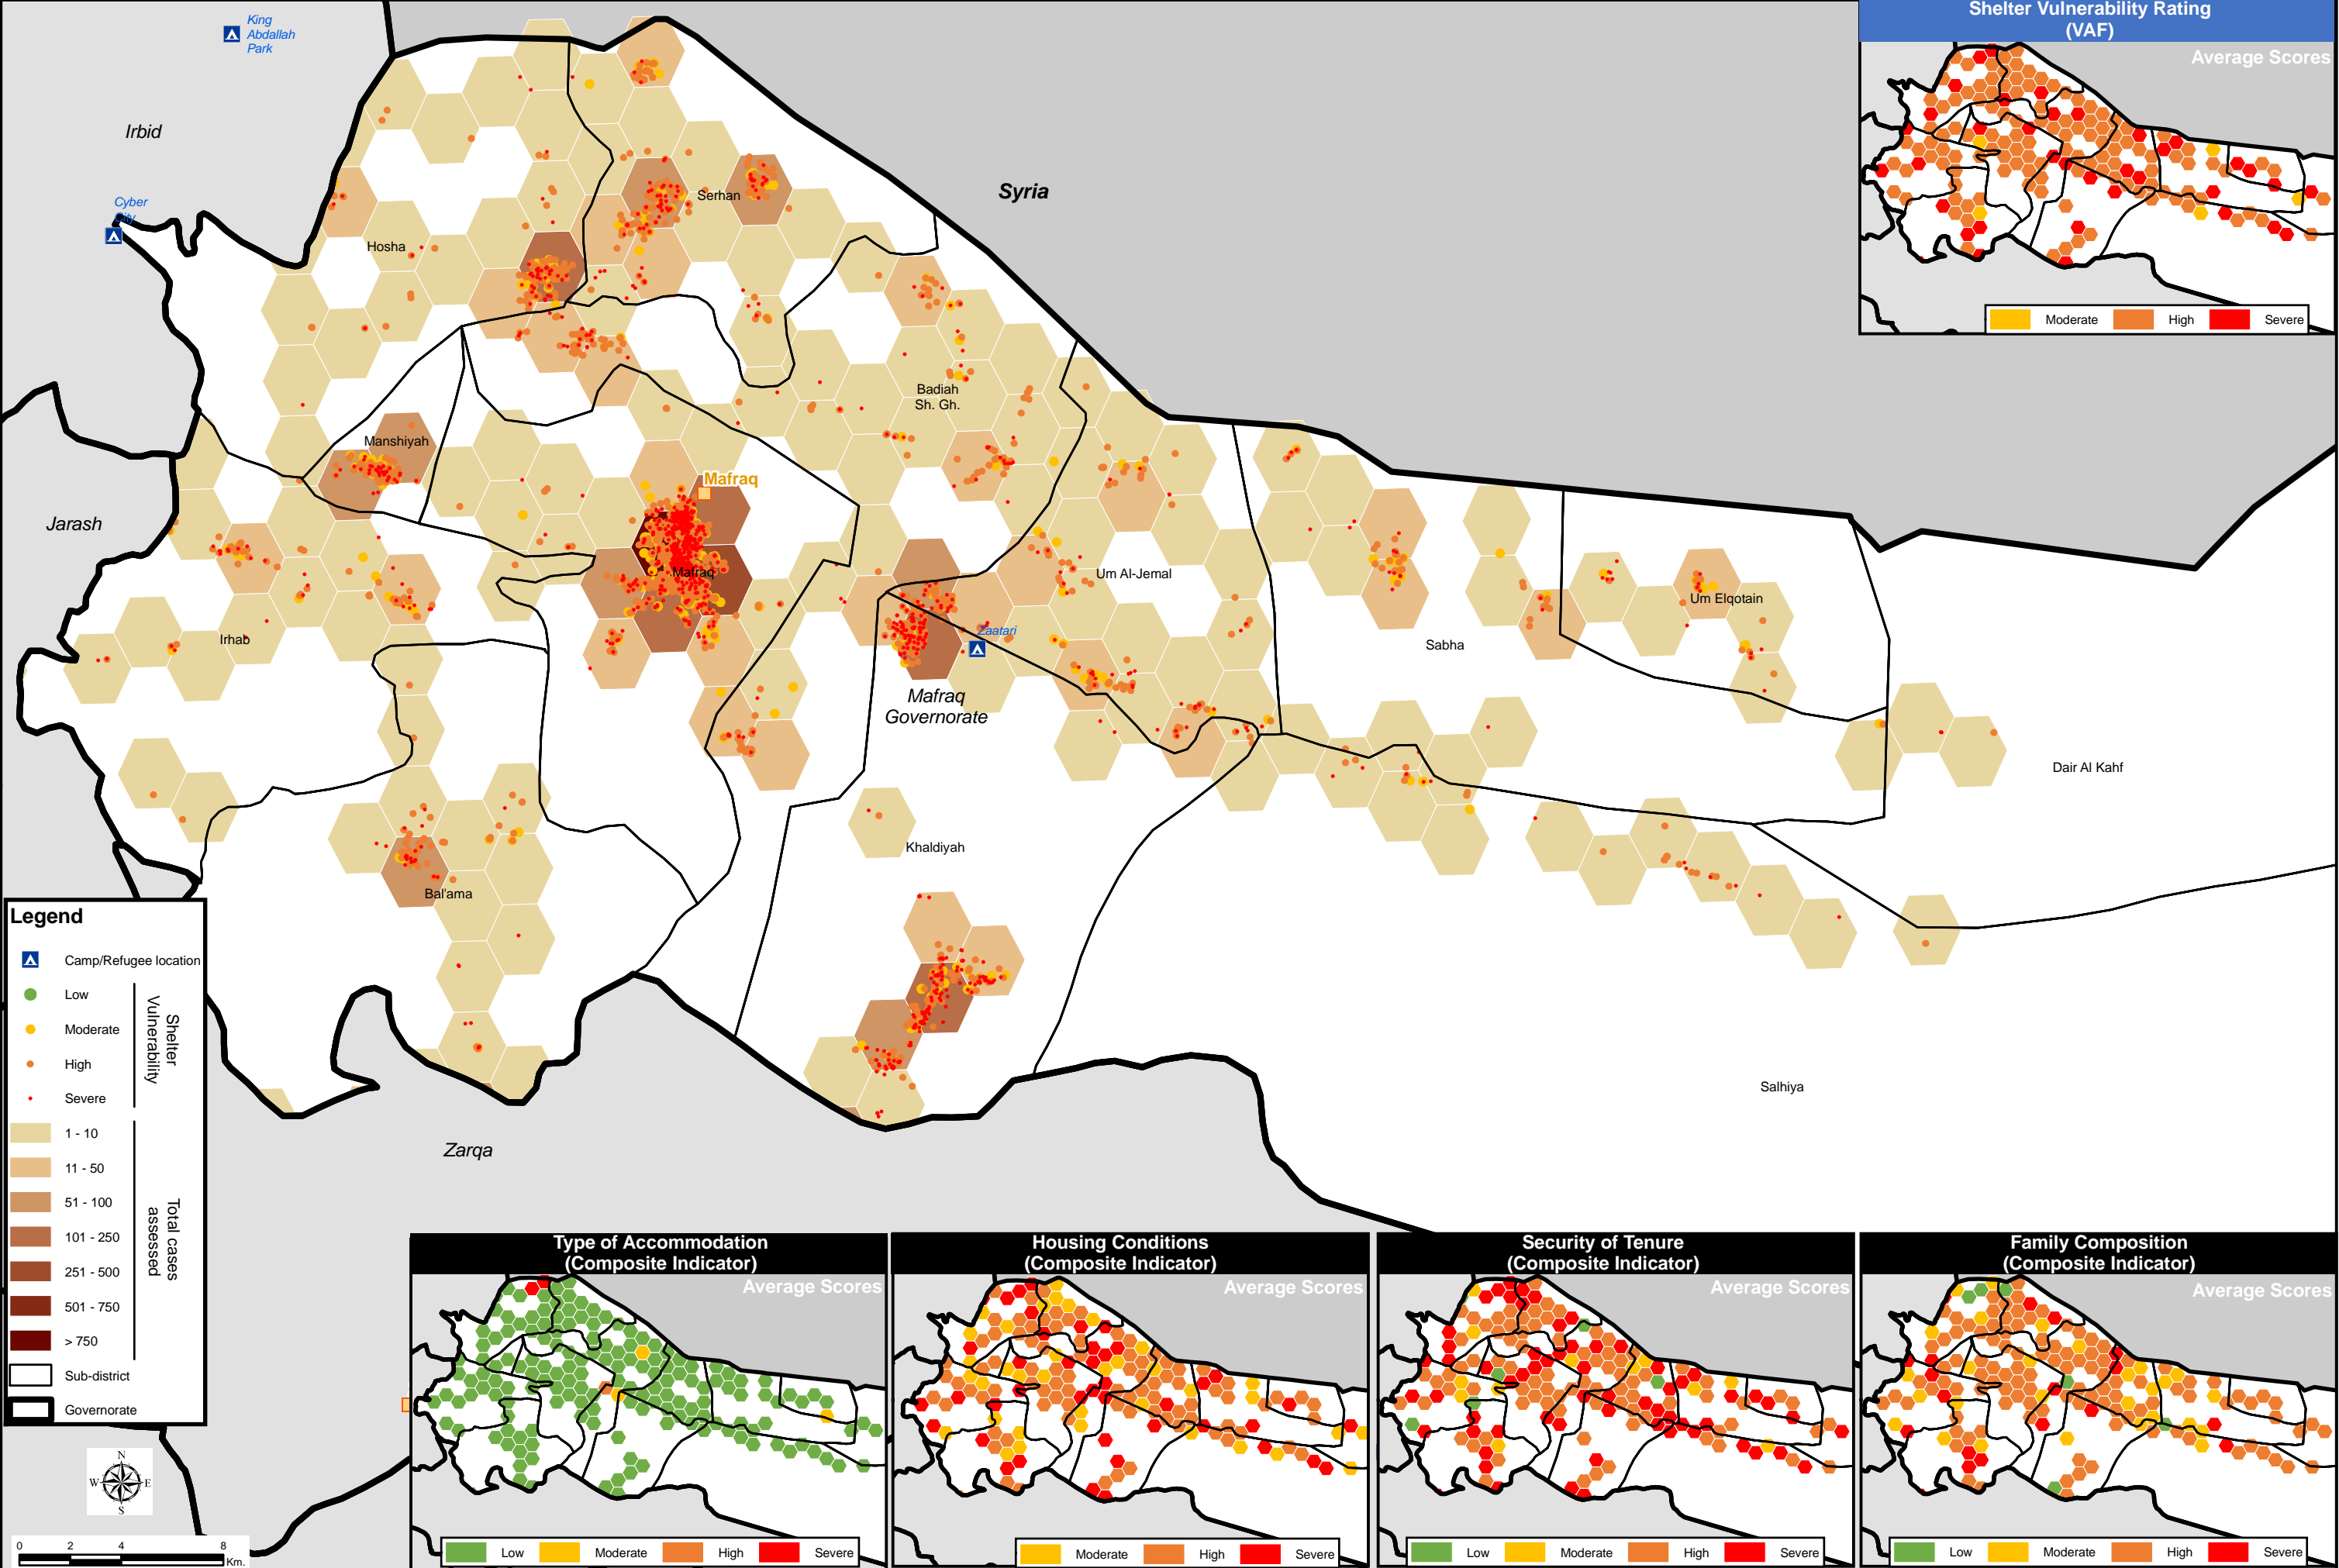 King
Abdallah
Park
Irbid
Cyber
City
Syria
Serhan
Hosha
Badiah
Sh. Gh.
Manshiyah
Mafraq
Jarash
Mafraq
Um Al-Jemal
Um Elqotain
Irhab
Zaatari
Sabha
Mafraq
Governorate
Dair Al Kahf
Khaldiyah
Bal'ama
Salhiya
Zarqa
Shelter Vulnerability Rating
(VAF)
Average Scores
Moderate
High
Severe
Legend
Camp/Refugee location
Low
Moderate
High
Severe
Shelter
Vulnerability
1 - 10
11 - 50
51 - 100
101 - 250
251 - 500
501 - 750
> 750
Total cases
assessed
Sub-district
Governorate
N
W
E
S
0 2 4 8
Km.
Type of Accommodation
(Composite Indicator)
Average Scores
Low
Moderate
High
Severe
Housing Conditions
(Composite Indicator)
Average Scores
Moderate
High
Severe
Security of Tenure
(Composite Indicator)
Average Scores
Low
Moderate
High
Severe
Family Composition
(Composite Indicator)
Average Scores
Low
Moderate
High
Severe